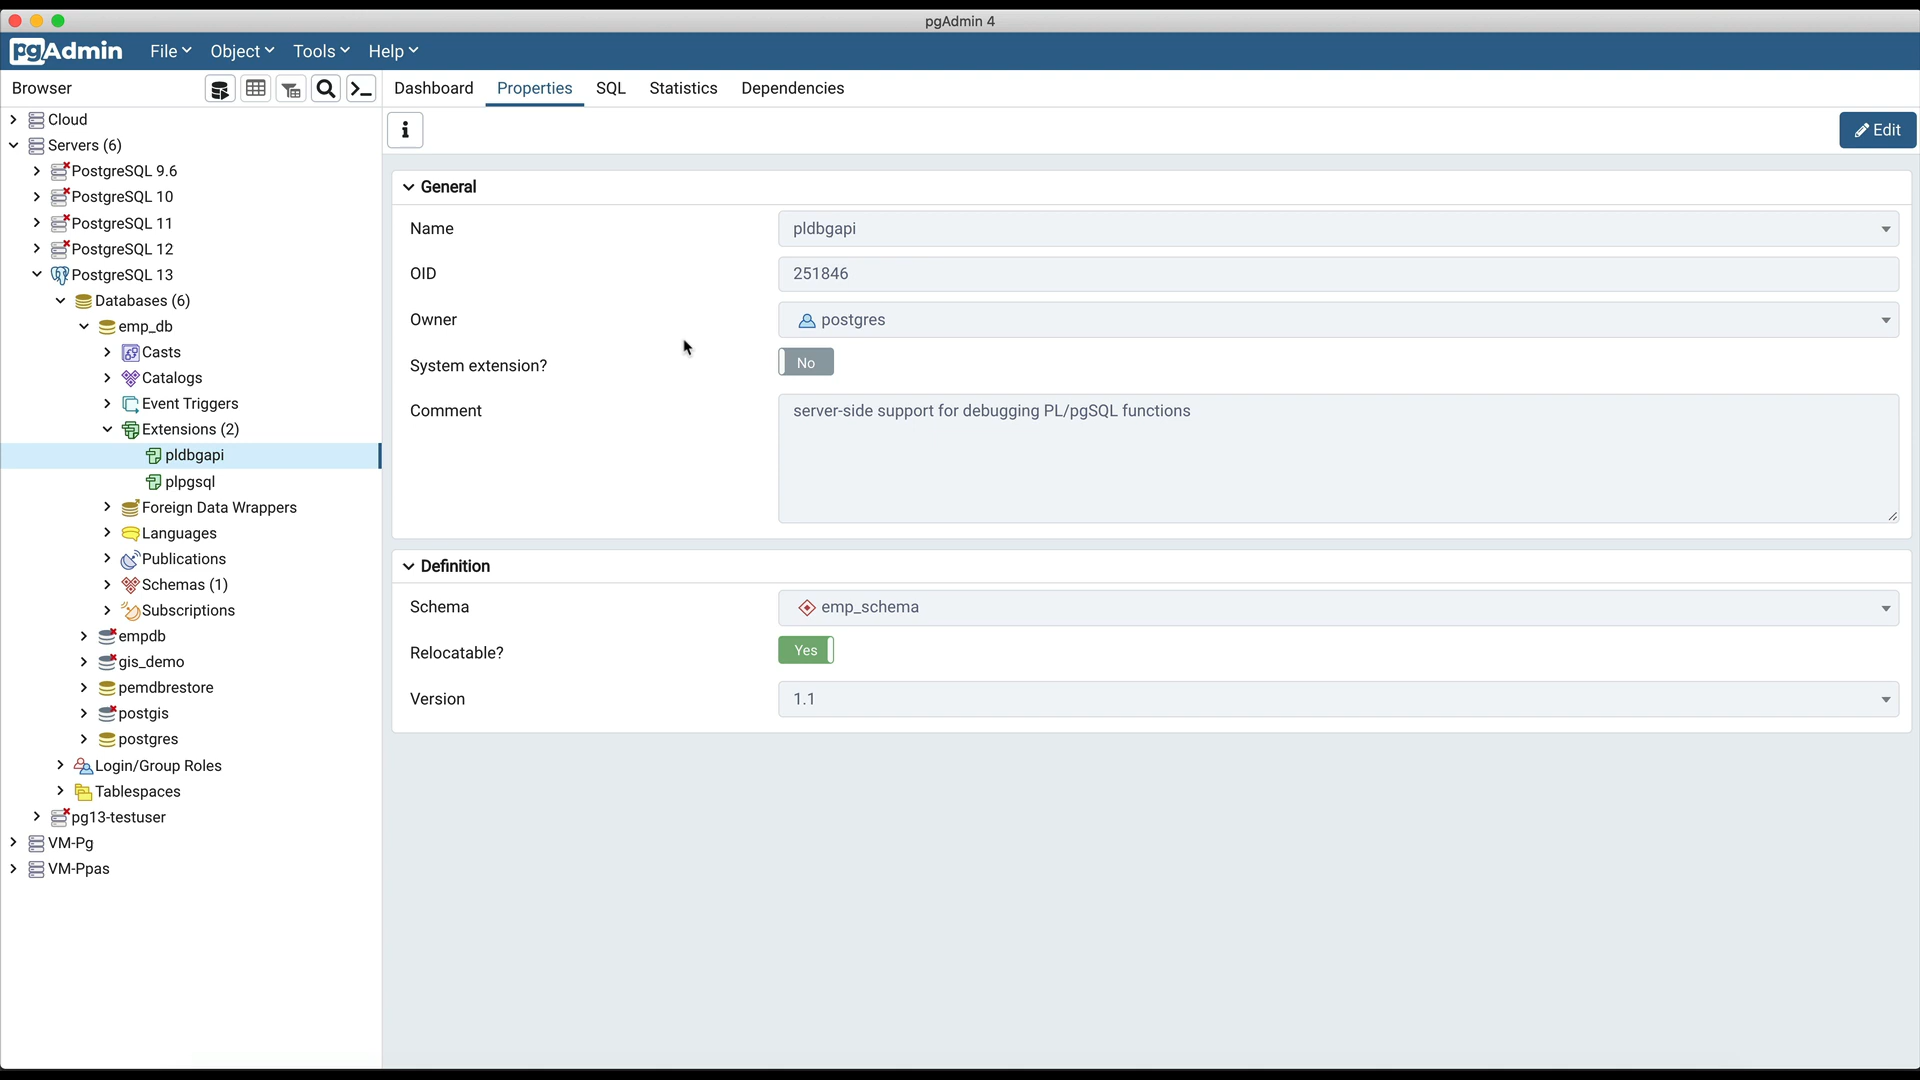 pgAdmin 4
pgAdmin File Object Tools Help
Browser
Dashboard Properties SQL Statistics Dependencies
i
Edit
Cloud
Servers (6)
PostgreSQL 9.6
PostgreSQL 10
PostgreSQL 11
PostgreSQL 12
PostgreSQL 13
Databases (6)
emp_db
Casts
Catalogs
Event Triggers
Extensions (2)
pldbgapi
plpgsql
Foreign Data Wrappers
Languages
Publications
Schemas (1)
Subscriptions
empdb
gis_demo
pemdbrestore
postgis
postgres
Login/Group Roles
Tablespaces
pg13-testuser
VM-Pg
VM-Ppas
General
Name pldbgapi
OID 251846
Owner postgres
System extension? No
Comment server-side support for debugging PL/pgSQL functions
Definition
Schema emp_schema
Relocatable? Yes
Version 1.1